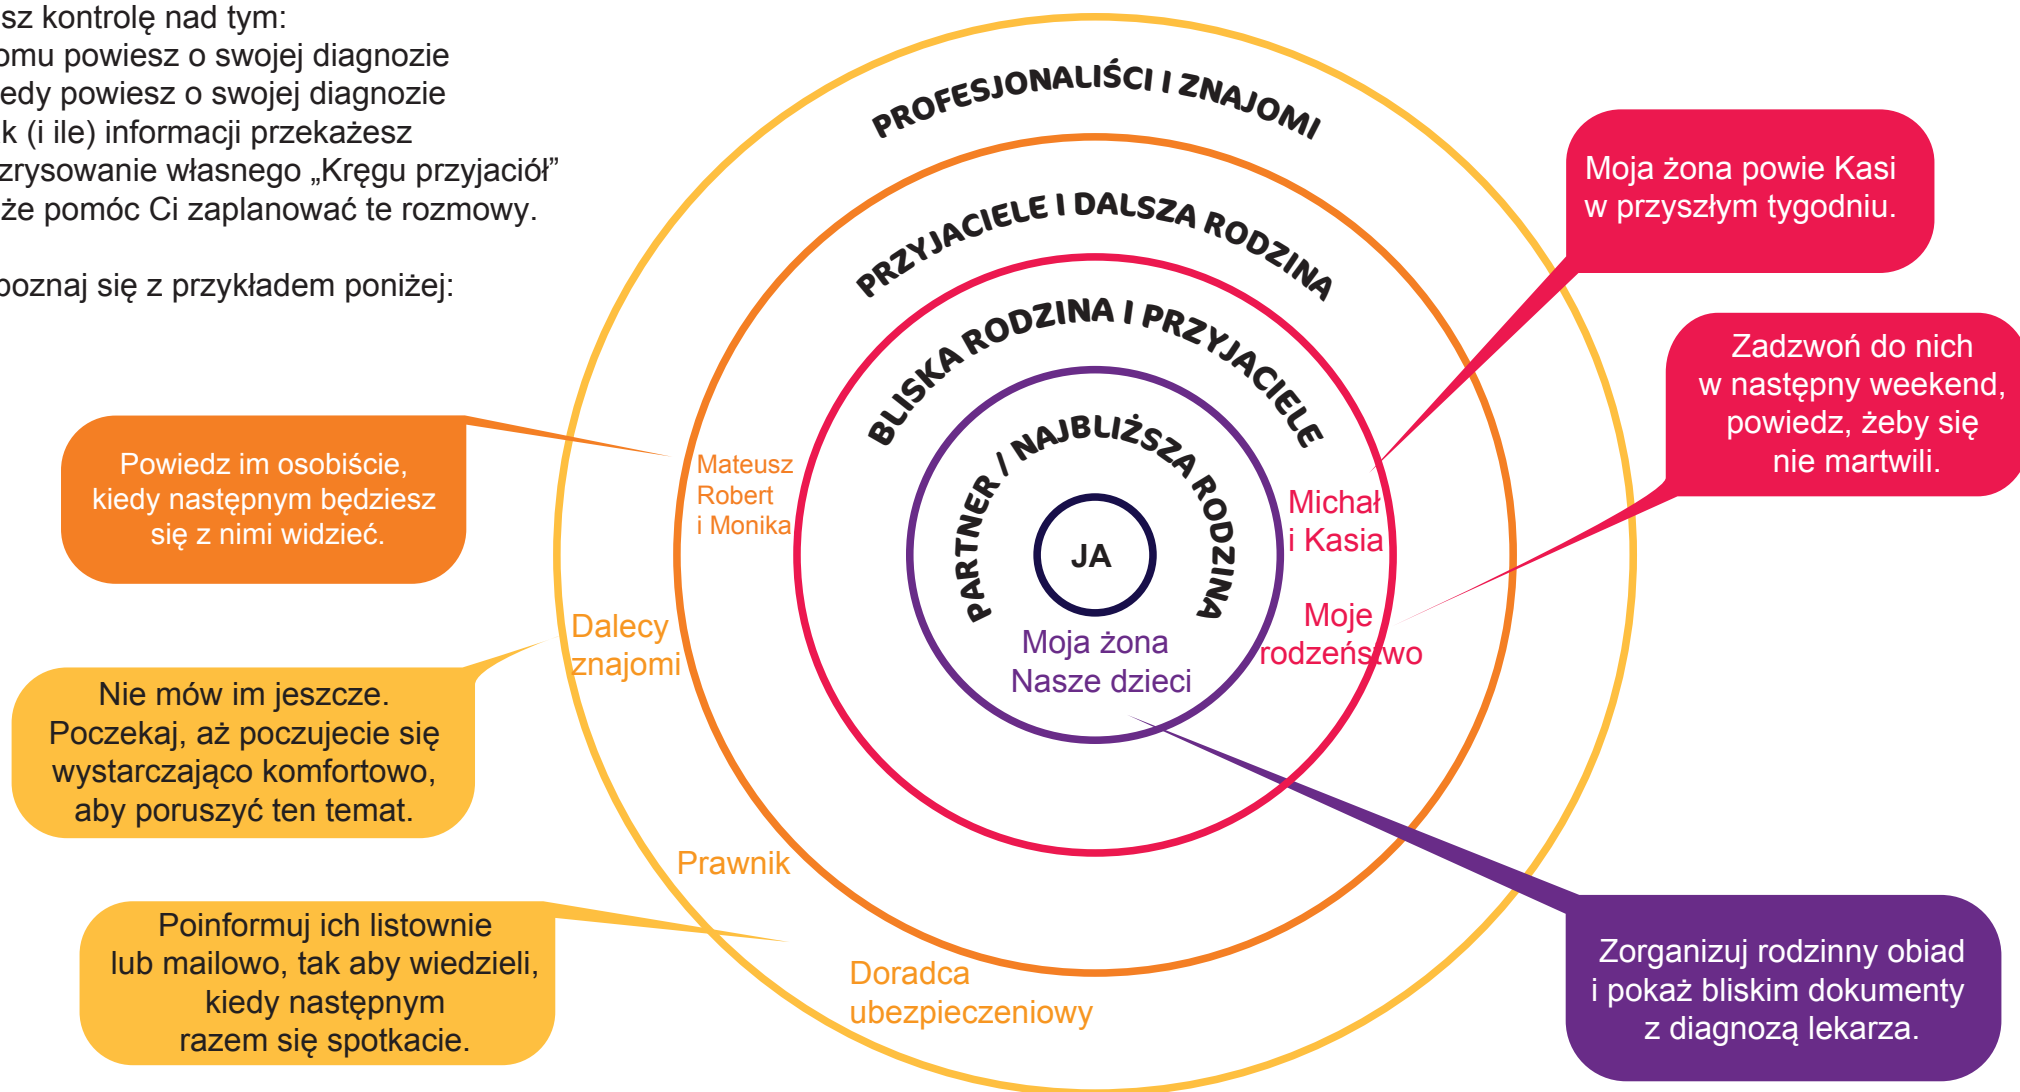 sz kontrolę nad tym:
omu powiesz o swojej diagnozie
edy powiesz o swojej diagnozie
k (i ile) informacji przekażesz
zrysowanie własnego „Kręgu przyjaciół”
że pomóc Ci zaplanować te rozmowy.
poznaj się z przykładem poniżej:
PROFESJONALIŚCI I ZNAJOMI
PRZYJACIELE I DALSZA RODZINA
BLISKA RODZINA I PRZYJACIELE
PARTNER / NAJBLIŻSZA RODZINA
JA
Moja żona
Nasze dzieci
Moja żona powie Kasi
w przyszłym tygodniu.
Zadzwoń do nich
w następny weekend,
powiedz, żeby się
nie martwili.
Michał
i Kasia
Moje
rodzeństwo
Powiedz im osobiście,
kiedy następnym będziesz
się z nimi widzieć.
Mateusz
Robert
i Monika
Dalecy
znajomi
Nie mów im jeszcze.
Poczekaj, aż poczujecie się
wystarczająco komfortowo,
aby poruszyć ten temat.
Prawnik
Poinformuj ich listownie
lub mailowo, tak aby wiedzieli,
kiedy następnym
razem się spotkacie.
Doradca
ubezpieczeniowy
Zorganizuj rodzinny obiad
i pokaż bliskim dokumenty
z diagnozą lekarza.